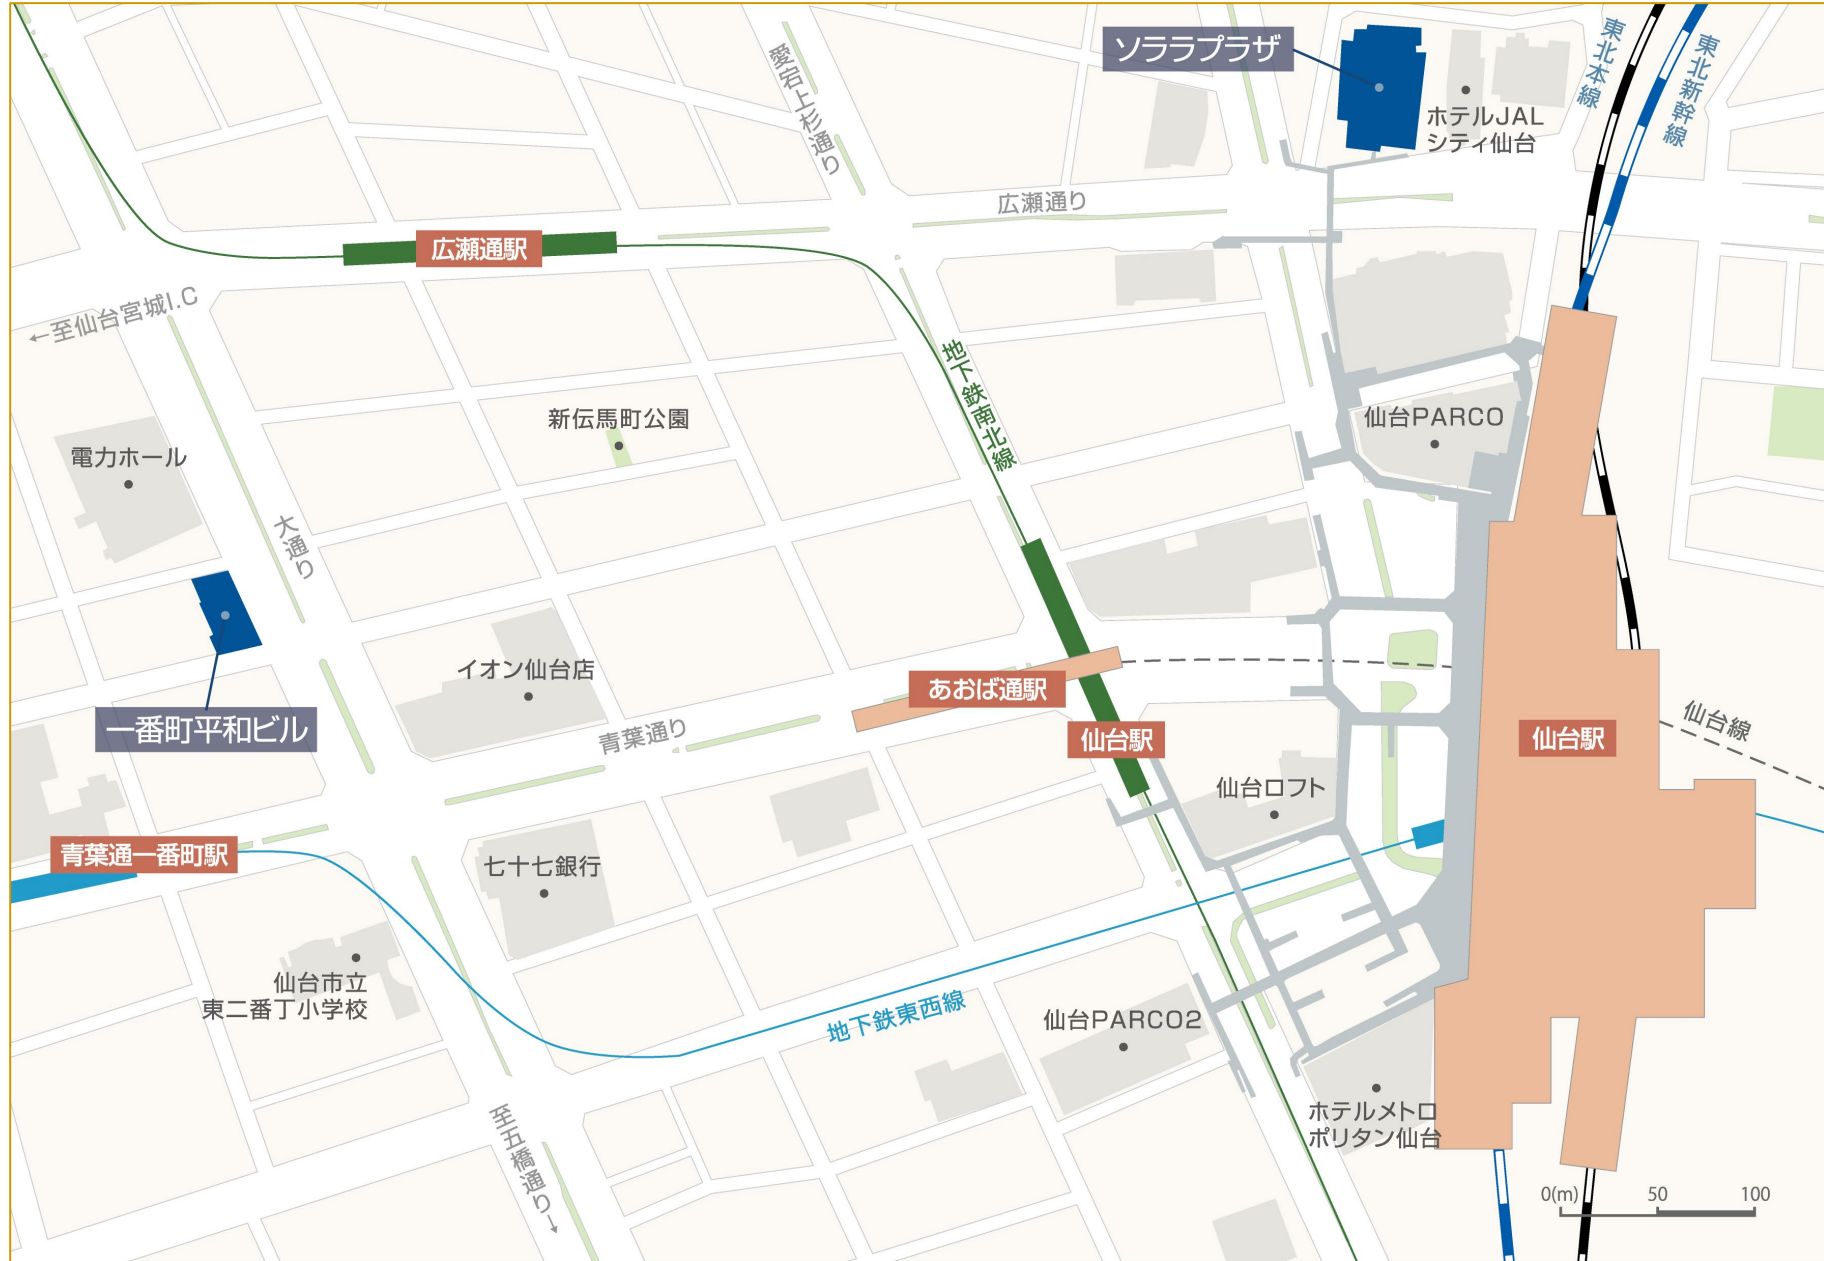 ソララプラザ
東北本線
東北新幹線
ホテルJAL
シティ仙台
愛宕上杉通り
広瀬通り
広瀬通駅
←至仙台宮城I.C
地下鉄南北線
新伝馬町公園
仙台PARCO
電力ホール
大通り
イオン仙台店
あおば通駅
一番町平和ビル
青葉通り
仙台駅
仙台駅
仙台線
仙台ロフト
青葉通一番町駅
七十七銀行
仙台市立
東二番丁小学校
地下鉄東西線
仙台PARCO2
至五橋通り→
ホテルメトロ
ポリタン仙台
0(m) 50 100